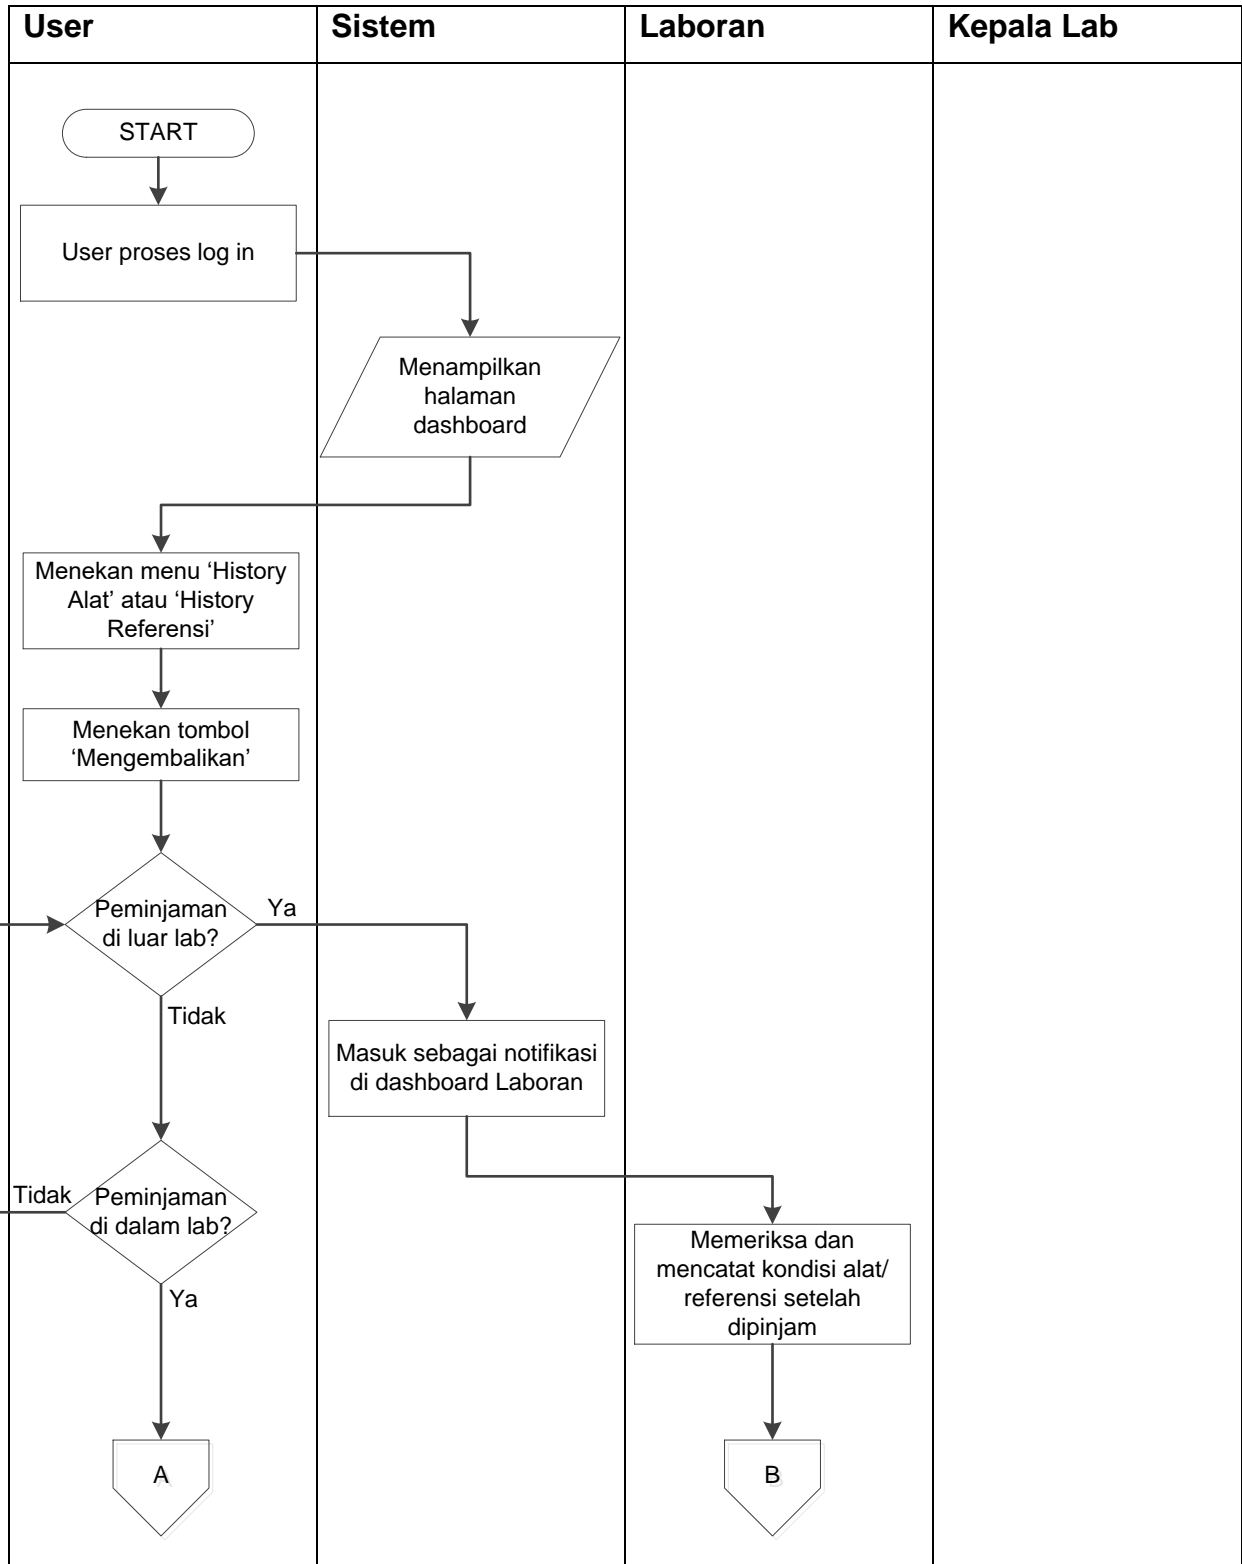 User
Sistem
Laboran
Kepala Lab
START
User proses log in
Menampilkan
halaman
dashboard
Menekan menu ‘History
Alat’ atau ‘History
Referensi’
Menekan tombol
‘Mengembalikan’
Peminjaman
di luar lab?
Ya
Tidak
Masuk sebagai notifikasi
di dashboard Laboran
Tidak
Peminjaman
di dalam lab?
Ya
Memeriksa dan
mencatat kondisi alat/
referensi setelah
dipinjam
A
B